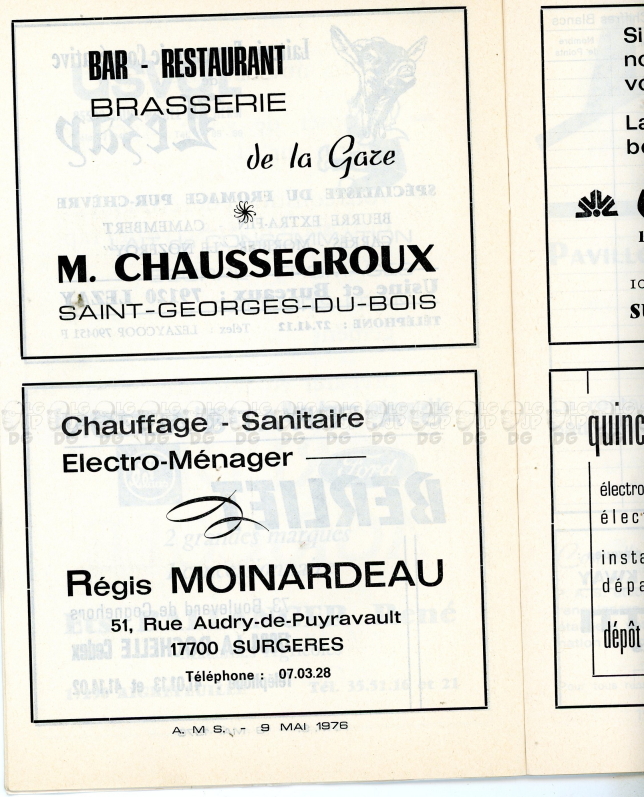 BAR - RESTAURANT
BRASSERIE
de la Gare
M. CHAUSSEGROUX
SAINT-GEORGES-DU-BOIS
Chauffage - Sanitaire
Electro-Ménager
Régis MOINARDEAU
51, Rue Audry-de-Puyravault
17700 SURGERES
Téléphone : 07.03.28
A. M. S. - 9 MAI 1976
Si
quinc
électro
élec
insta
dépa
dépôt